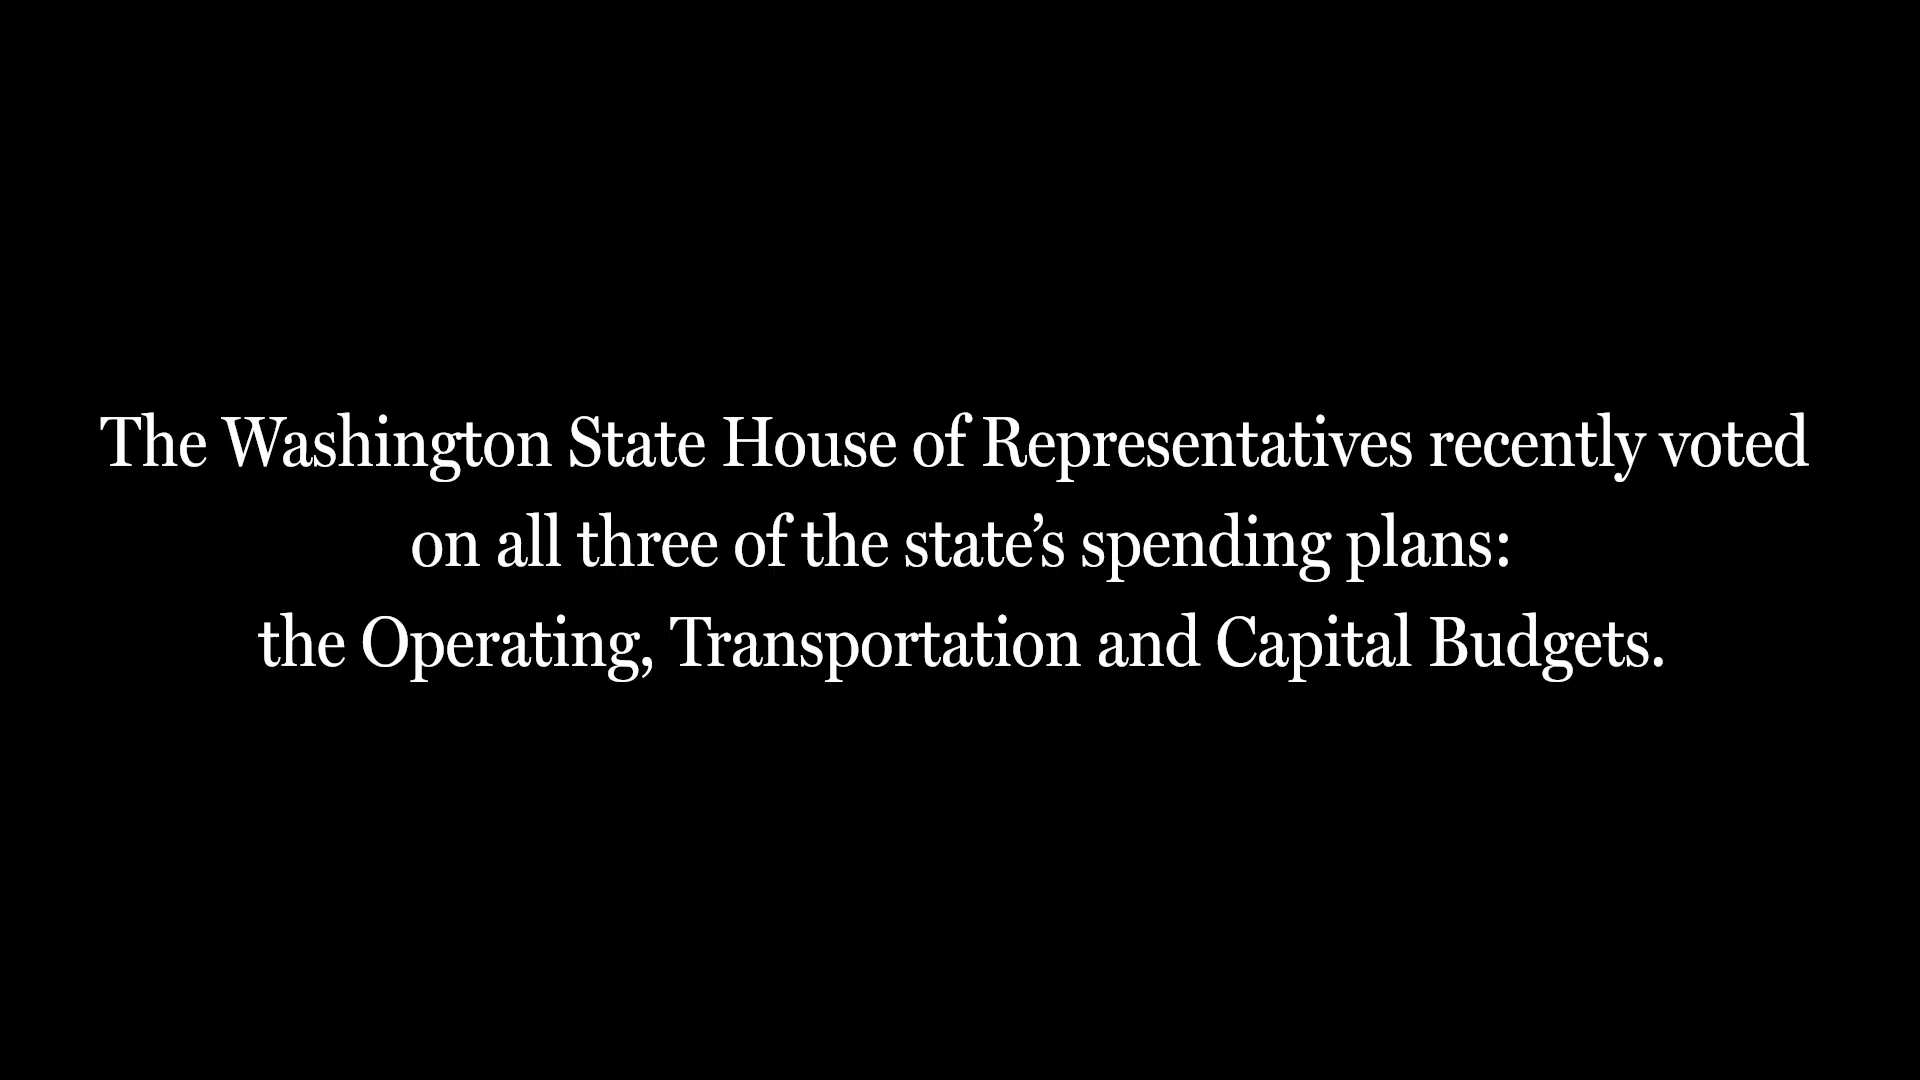 The Washington State House of Representatives recently voted
on all three of the state’s spending plans:
the Operating, Transportation and Capital Budgets.